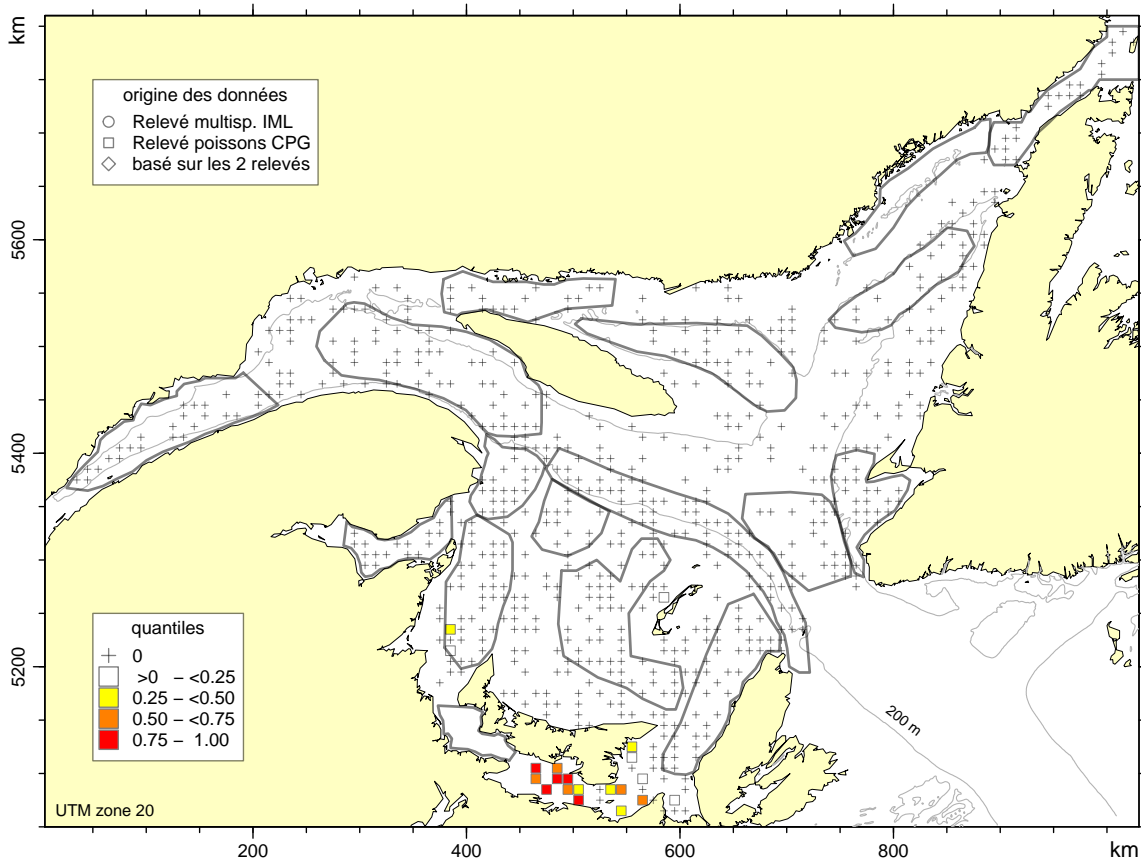 km
5600
5400
5200
origine des données
Relevé multisp. IML
Relevé poissons CPG
basé sur les 2 relevés
quantiles
0
>0 – <0.25
0.25 – <0.50
0.50 – <0.75
0.75 – 1.00
200 m
UTM zone 20
200
400
600
800
km